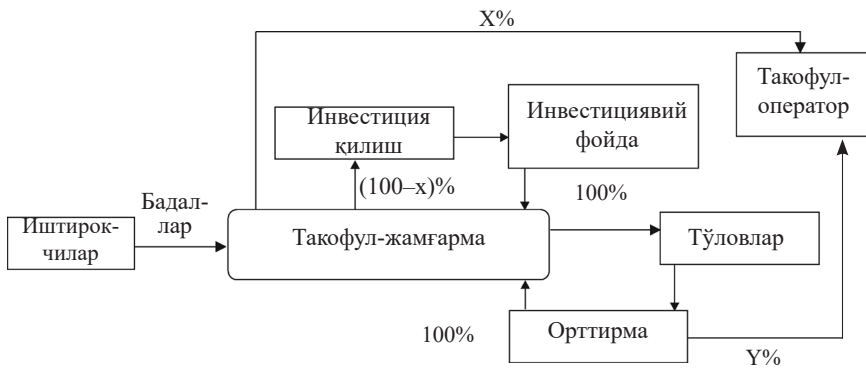 X%
Такофул-
оператор
Инвестиция
қилиш
Инвестициявий
фойда
(100–x)%
100%
Бадал-
лар
Иштирок-
чилар
Такофул-жамғарма
Тўловлар
100%
Орттирма
Y%